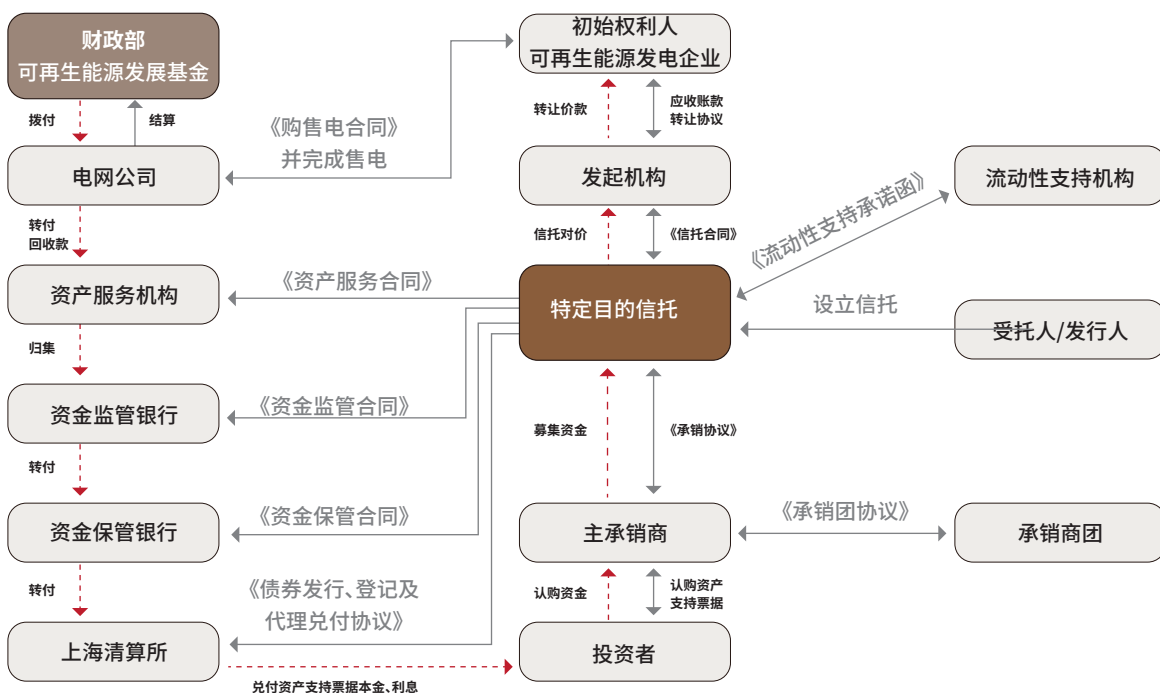 财政部
可再生能源发展基金
初始权利人
可再生能源发电企业
拨付
结算
《购售电合同》
并完成售电
转让价款
应收账款
转让协议
电网公司
发起机构
流动性支持机构
转付
回收款
信托对价
《信托合同》
《流动性支持承诺函》
资产服务机构
《资产服务合同》
特定目的信托
设立信托
受托人/发行人
归集
资金监管银行
《资金监管合同》
募集资金
《承销协议》
转付
资金保管银行
《资金保管合同》
主承销商
《承销团协议》
承销商团
转付
《债券发行、登记及
代理兑付协议》
认购资金
认购资产
支持票据
上海清算所
投资者
兑付资产支持票据本金、利息